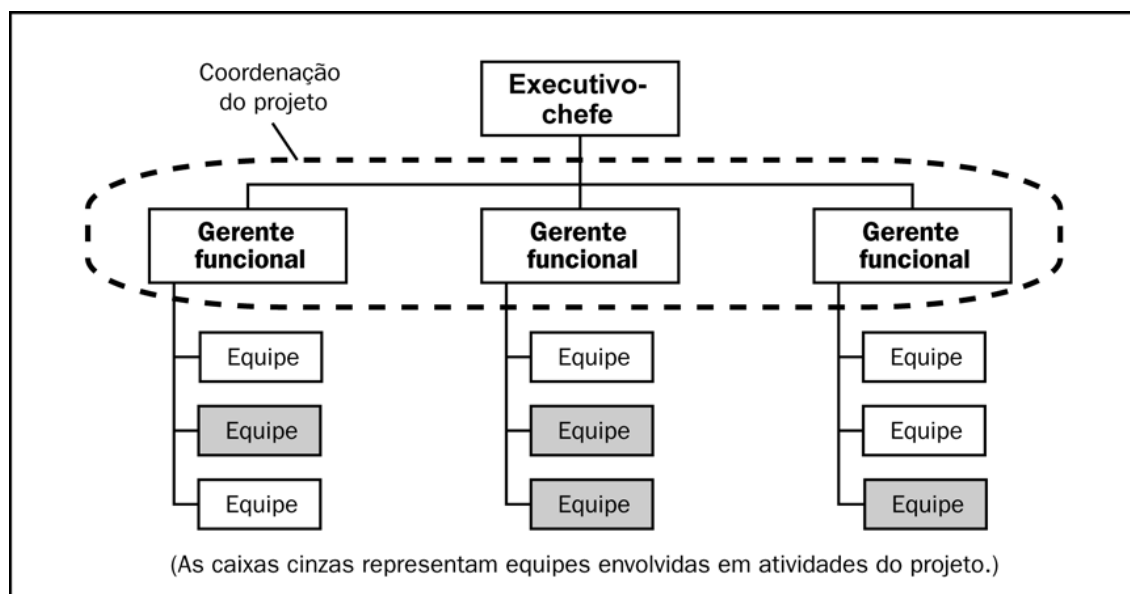 Coordenação
do projeto
Executivo-
chefe
Gerente
funcional
Gerente
funcional
Gerente
funcional
Equipe
Equipe
Equipe
Equipe
Equipe
Equipe
Equipe
Equipe
Equipe
(As caixas cinzas representam equipes envolvidas em atividades do projeto.)